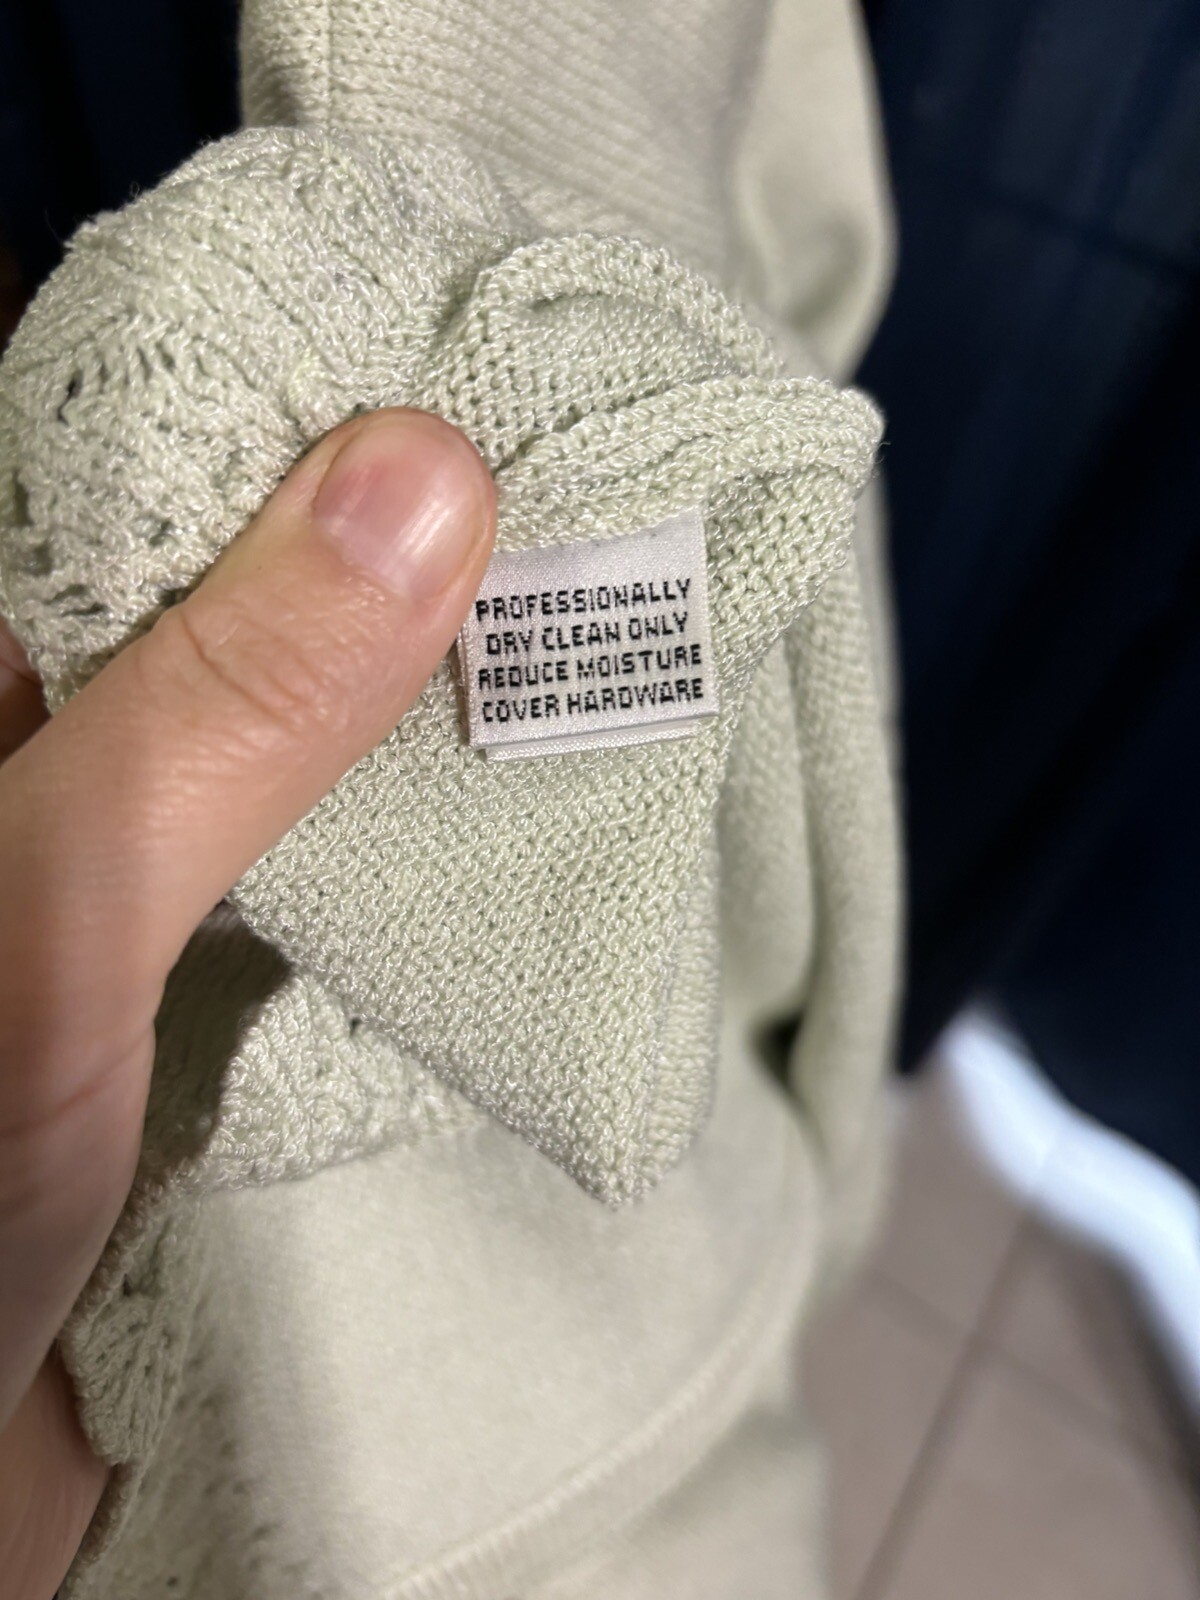 PROFESSIONALLY
DRY CLEAN ONLY
REDUCE MOISTURE
COVER HARDWARE